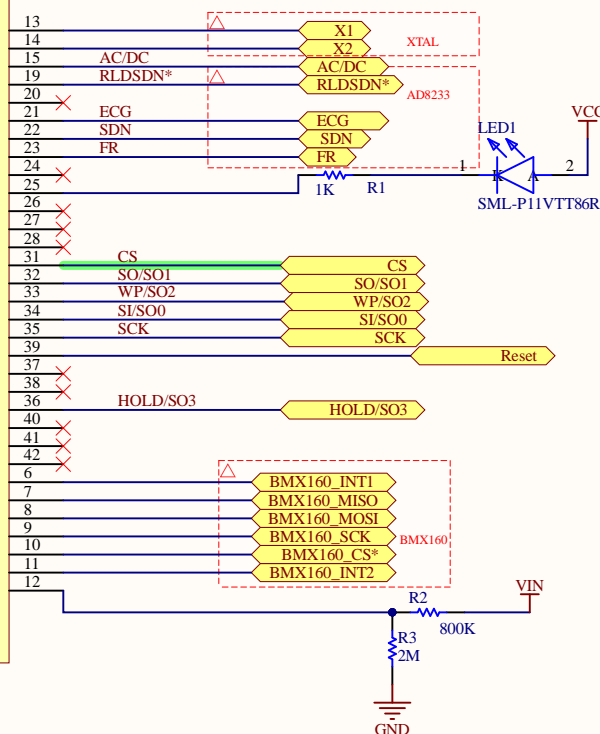 13 X1
14 X2
XTAL
15 AC/DC AC/DC
19 RLDSDN* RLDSDN*
AD8233
20
21 ECG ECG
22 SDN SDN
23 FR FR
24
25
1K R1
1 K A 2
LED1
VCC
SML-P11VTT86R
26
27
28
31 CS CS
32 SO/SO1 SO/SO1
33 WP/SO2 WP/SO2
34 SI/SO0 SI/SO0
35 SCK SCK
39 Reset
37
38
36 HOLD/SO3 HOLD/SO3
40
41
42
6 BMX160_INT1
7 BMX160_MISO
8 BMX160_MOSI
9 BMX160_SCK
BMX160
10 BMX160_CS*
11 BMX160_INT2
12
R2
800K
VIN
R3
2M
GND